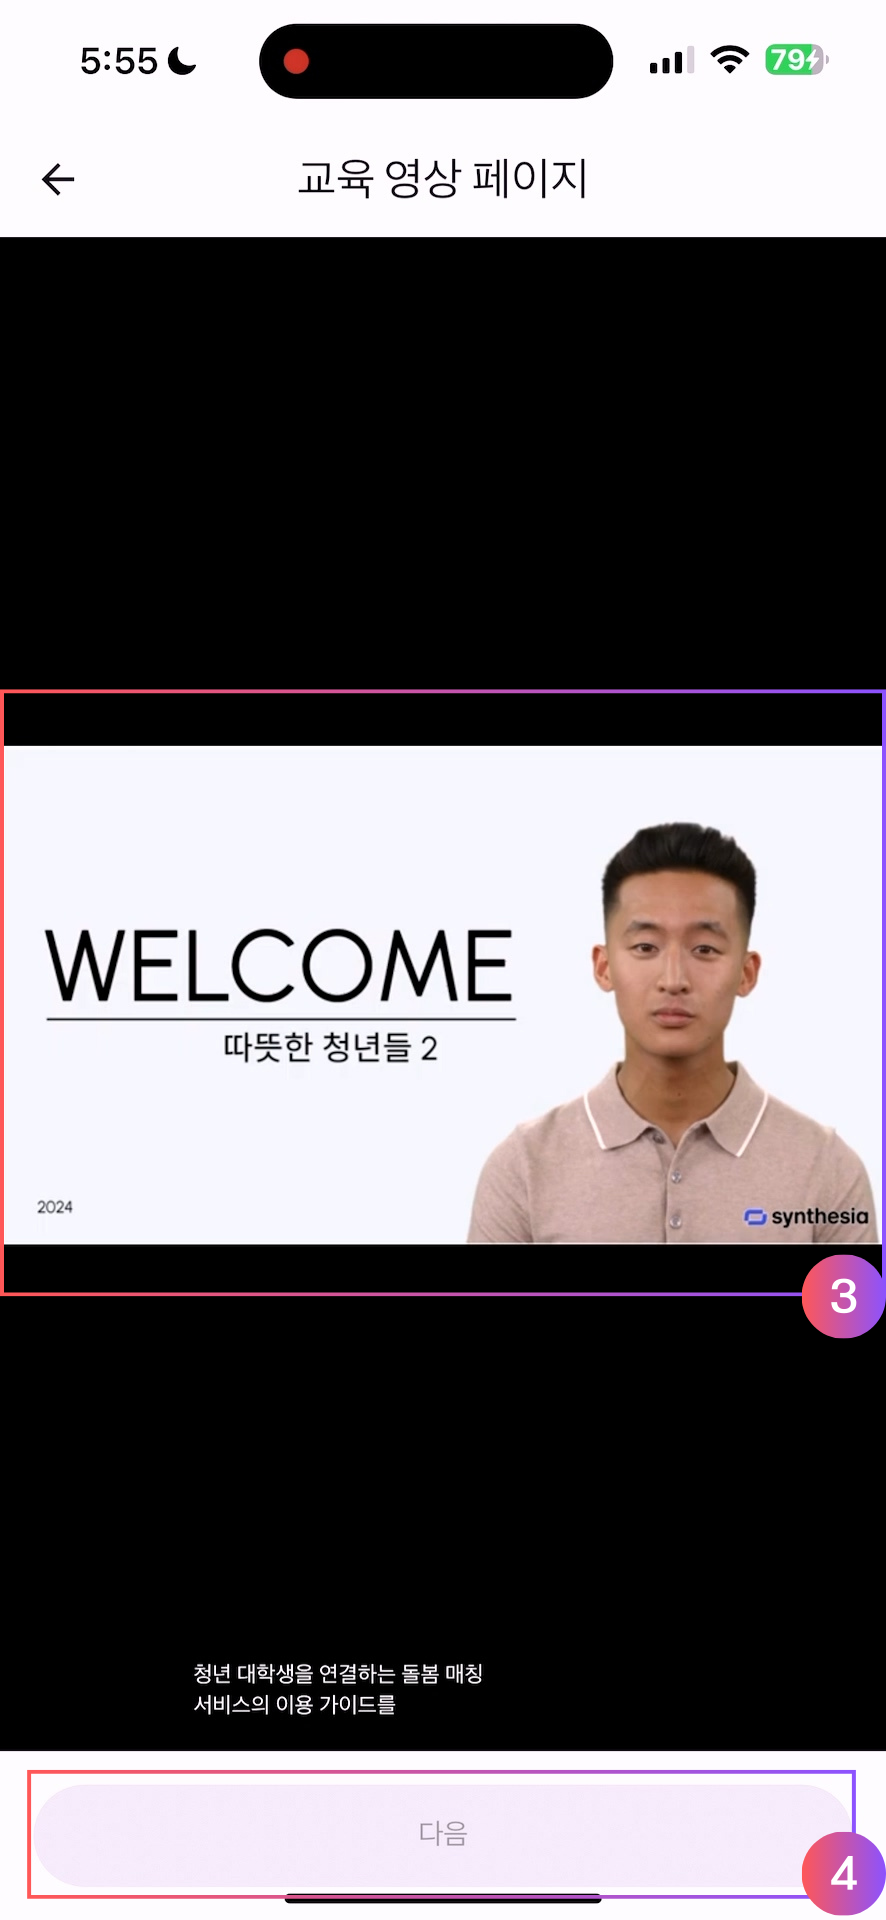 5:55
79
교육 영상 페이지
WELCOME
따뜻한 청년들 2
2024
synthesia
3
청년 대학생을 연결하는 돌봄 매칭
서비스의 이용 가이드를
다음
4